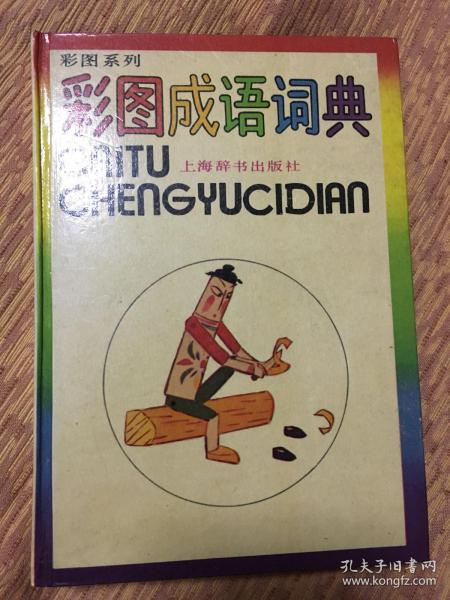 彩图系列
彩图成语词典
CAITU
上海辞书出版社
CHENGYUCIDIAN
孔夫子旧书网
www.kongfz.com